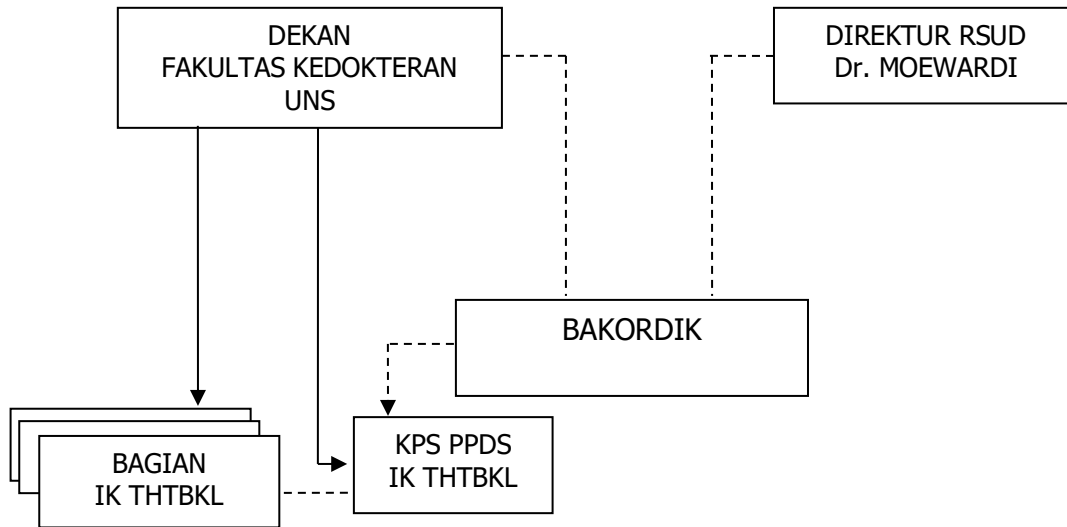 DEKAN
FAKULTAS KEDOKTERAN
UNS
DIREKTUR RSUD
Dr. MOEWARDI
BAKORDIK
BAGIAN
IK THTBKL
KPS PPDS
IK THTBKL